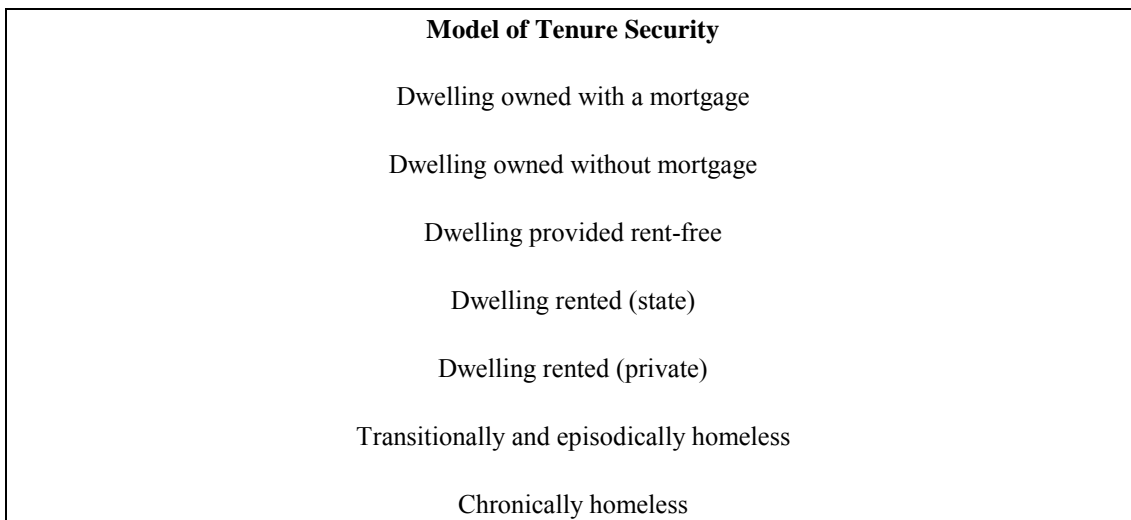 Model of Tenure Security
Dwelling owned with a mortgage
Dwelling owned without mortgage
Dwelling provided rent-free
Dwelling rented (state)
Dwelling rented (private)
Transitionally and episodically homeless
Chronically homeless